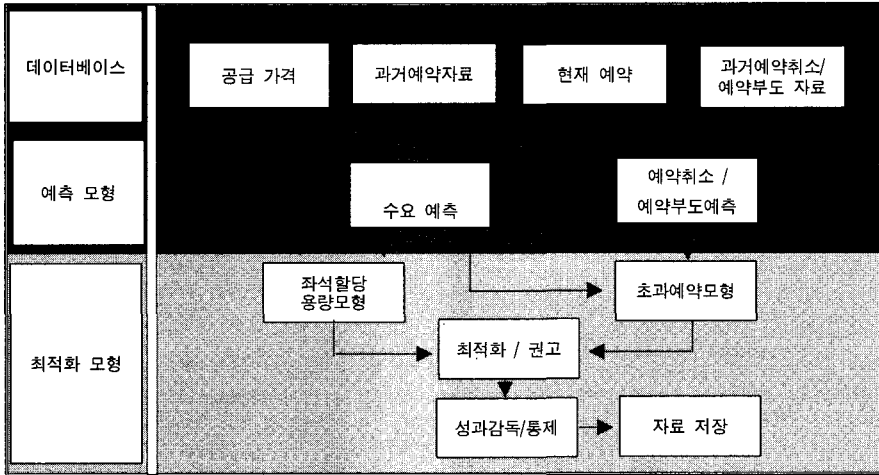 데이터베이스
공급 가격
과거예약자료
현재 예약
과거예약취소/
예약부도 자료
예측 모형
수요 예측
예약취소 /
예약부도예측
최적화 모형
좌석할당
용량모형
초과예약모형
최적화 / 권고
성과감독/통제
자료 저장